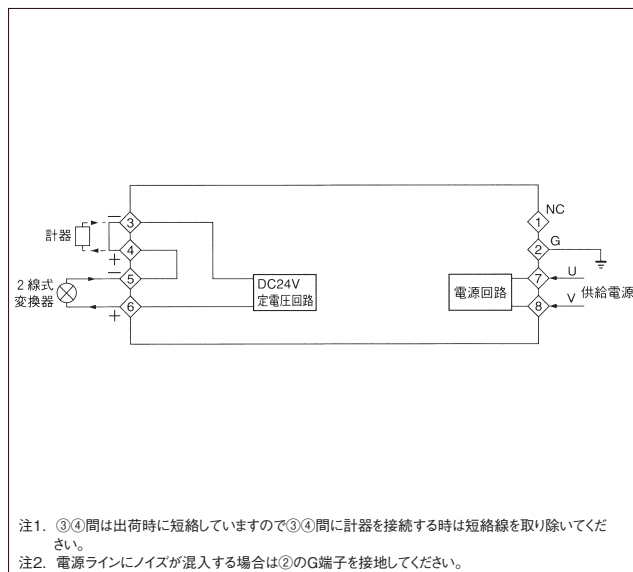 NC
1
G
2
3
4
5
6
7
8
−
+
−
+
計器
2線式
変換器
DC24V
定電圧回路
電源回路
U
V
供給電源
注1. ③④間は出荷時に短絡していますので③④間に計器を接続する時は短絡線を取り除いてくだ
さい。
注2. 電源ラインにノイズが混入する場合は②のG端子を接地してください。